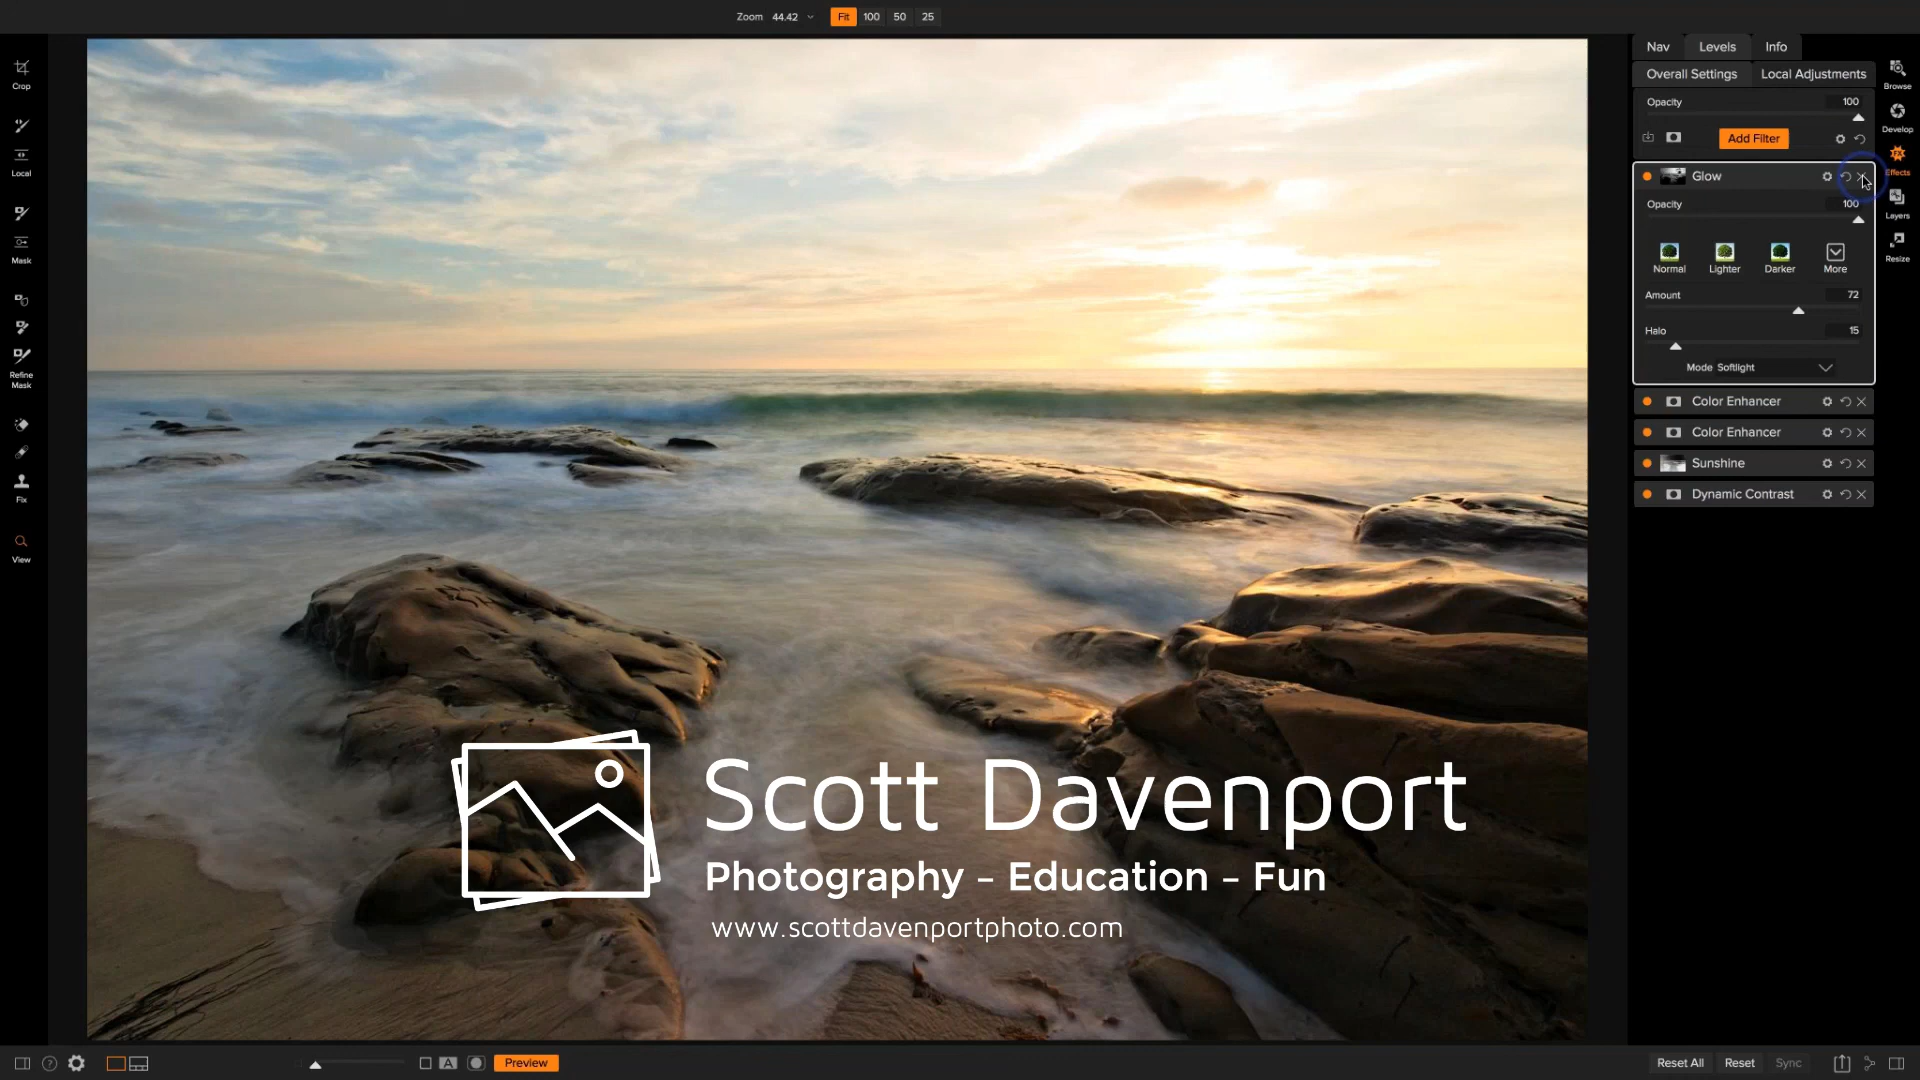 Zoom 44.42 Fit 100 50 25
Nav Levels Info
Overall Settings Local Adjustments
Opacity 100
Add Filter
Glow
Opacity 100
Normal Lighter Darker More
Amount 72
Halo 15
Mode Softlight
Color Enhancer
Color Enhancer
Sunshine
Dynamic Contrast
Browse
Develop
Effects
Layers
Resize
Crop
Local
Mask
Refine
Mask
Fix
View
Scott Davenport
Photography – Education – Fun
www.scottdavenportphoto.com
? A Preview
Reset All Reset Sync